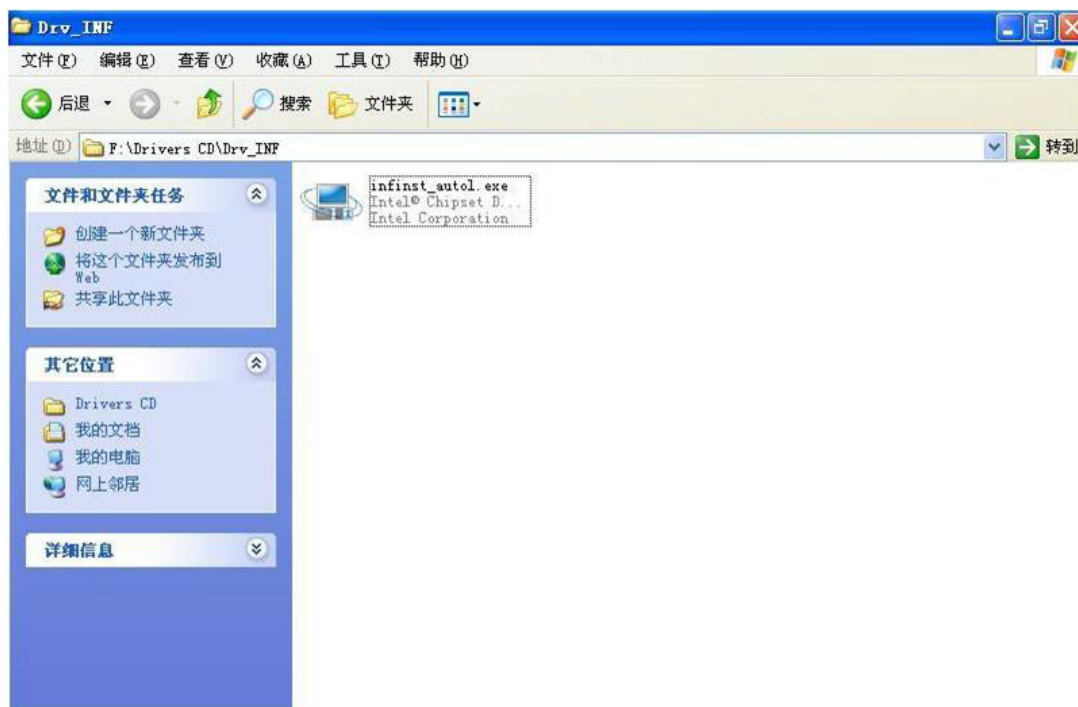 Drv_INF
文件(F) 编辑(E) 查看(V) 收藏(A) 工具(T) 帮助(H)
后退 搜索 文件夹
地址(D) F:\Drivers CD\Drv_INF 转到
文件和文件夹任务
创建一个新文件夹
将这个文件夹发布到
Web
共享此文件夹
其它位置
Drivers CD
我的文档
我的电脑
网上邻居
详细信息
infinst_autol.exe
Intel® Chipset D...
Intel Corporation